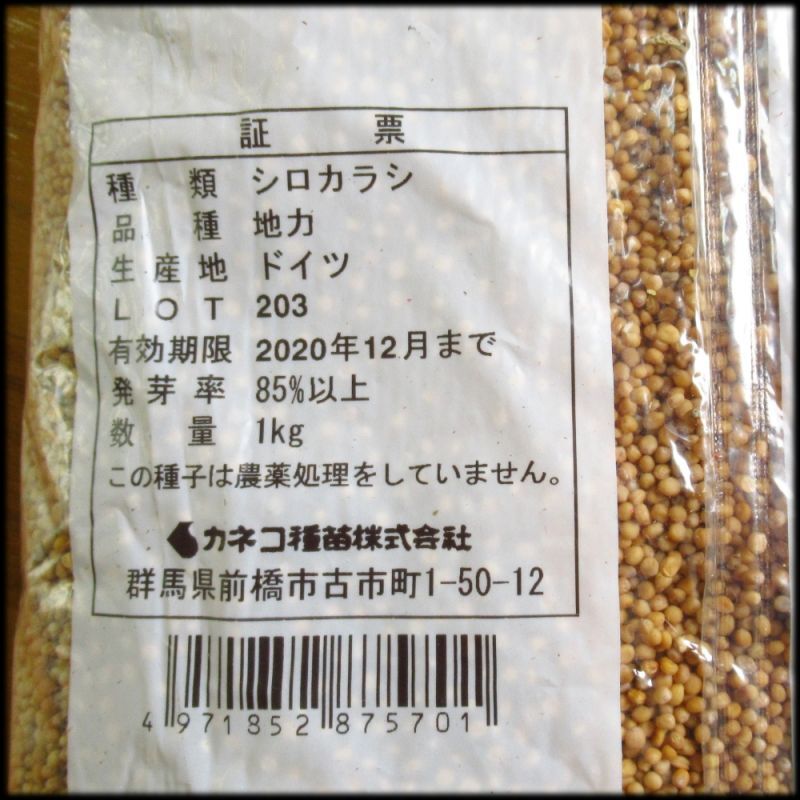 証票
種類 シロカラシ
品種 地力
生産地 ドイツ
LOT 203
有効期限 2020年12月まで
発芽率 85%以上
数量 1kg
この種子は農薬処理をしていません。
カネコ種苗株式会社
群馬県前橋市古市町1-50-12
4 971852 875701